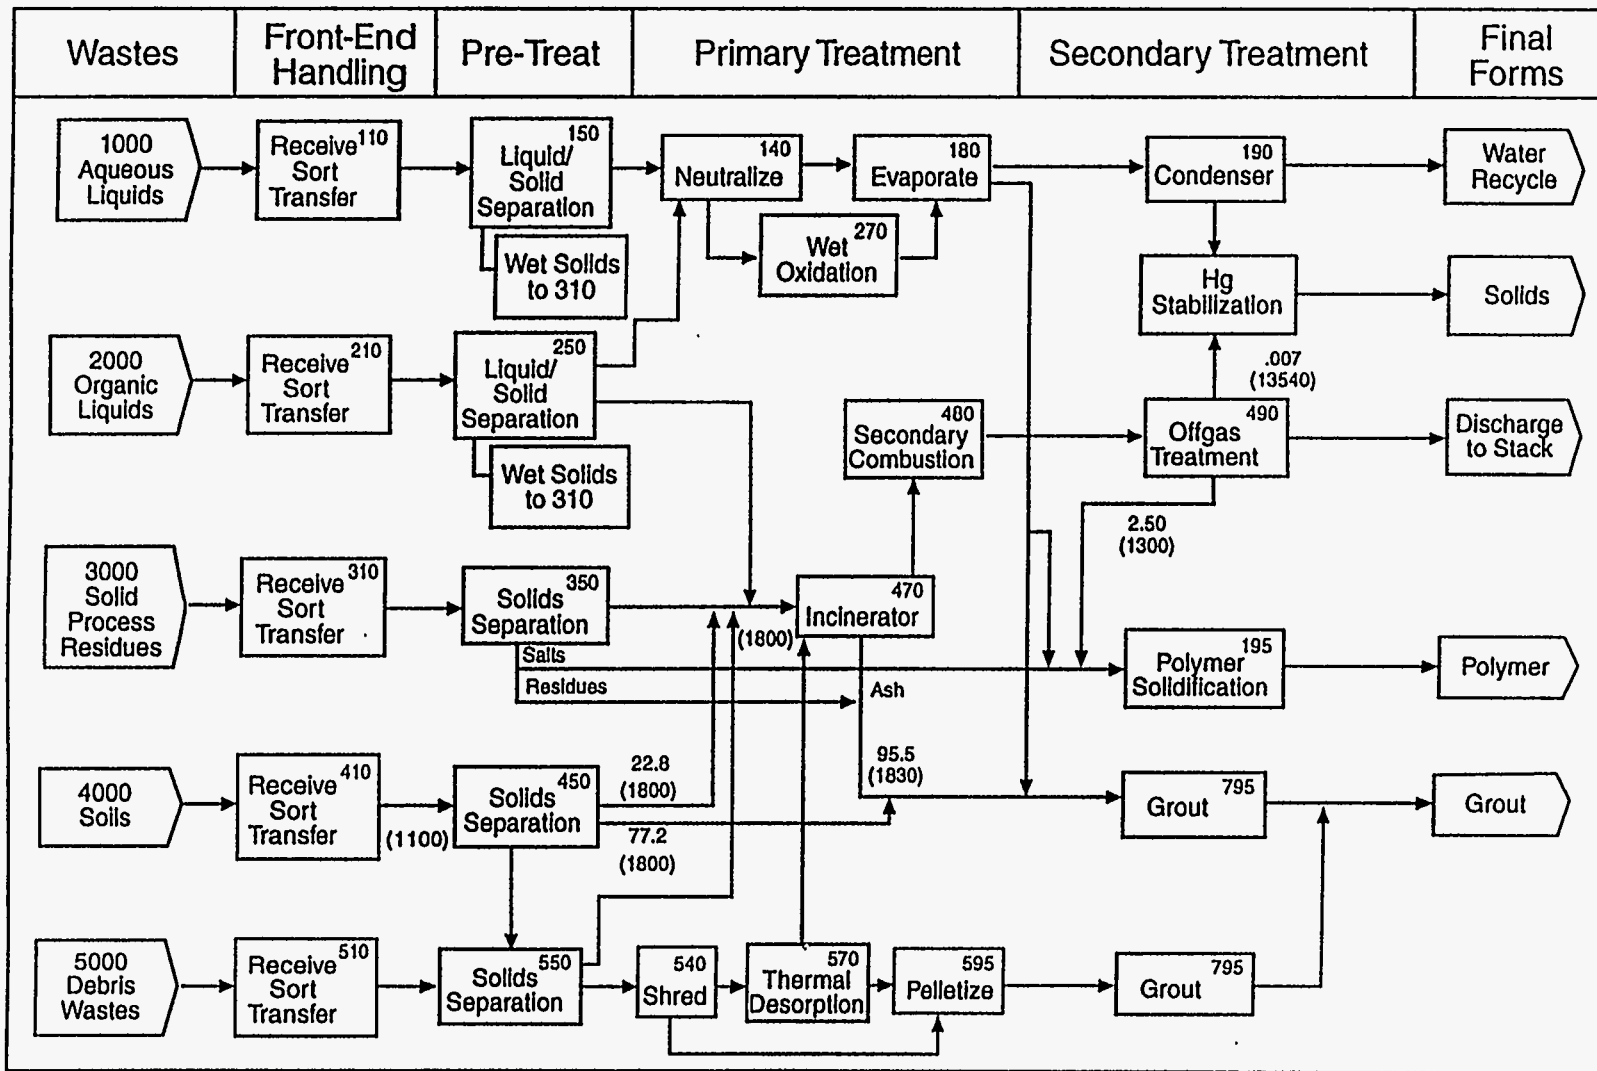 Wastes
Front-End
Handling
Pre-Treat
Primary Treatment
Secondary Treatment
Final
Forms
1000
Aqueous
Liquids
110
Receive
Sort
Transfer
150
Liquid/
Solid
Separation
Wet Solids
to 310
140
Neutralize
180
Evaporate
270
Wet
Oxidation
190
Condenser
Water
Recycle
Hg
Stabilization
Solids
2000
Organic
Liquids
210
Receive
Sort
Transfer
250
Liquid/
Solid
Separation
Wet Solids
to 310
480
Secondary
Combustion
.007
(13540)
490
Offgas
Treatment
Discharge
to Stack
2.50
(1300)
3000
Solid
Process
Residues
310
Receive
Sort
Transfer
350
Solids
Separation
Salts
Residues
(1800)
470
Incinerator
Ash
195
Polymer
Solidification
Polymer
4000
Soils
410
Receive
Sort
Transfer
(1100)
450
Solids
Separation
22.8
(1800)
77.2
(1800)
95.5
(1830)
795
Grout
Grout
5000
Debris
Wastes
510
Receive
Sort
Transfer
550
Solids
Separation
540
Shred
570
Thermal
Desorption
595
Pelletize
795
Grout